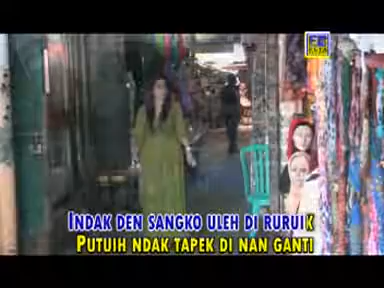 INDAK DEN SANGKO ULEH DI RURUIK
PUTUIH NDAK TAPEK DI NAN GANTI